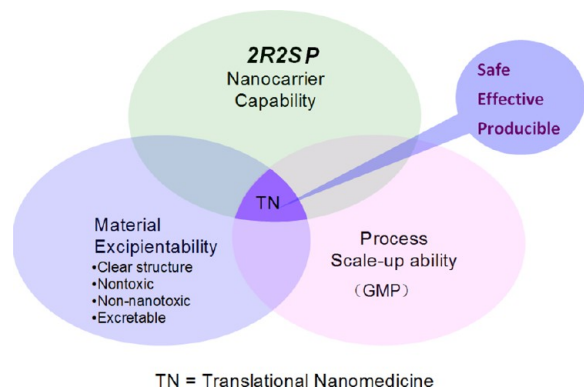 2R2SP
Nanocarrier
Capability
Safe
Effective
Producible
TN
Material
Excipientability
•Clear structure
•Nontoxic
•Non-nanotoxic
•Excretable
Process
Scale-up ability
（GMP）
TN = Translational Nanomedicine